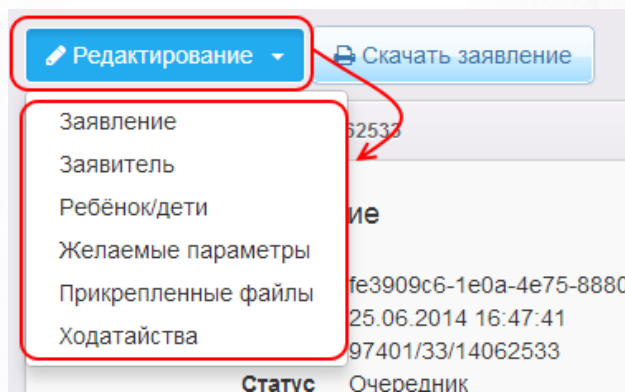 Редактирование
Скачать заявление
Заявление
62533
Заявитель
Ребёнок/дети
ие
Желаемые параметры
Прикрепленные файлы
fe3909c6-1e0a-4e75-8880
25.06.2014 16:47:41
Ходатайства
97401/33/14062533
Статус Очередник